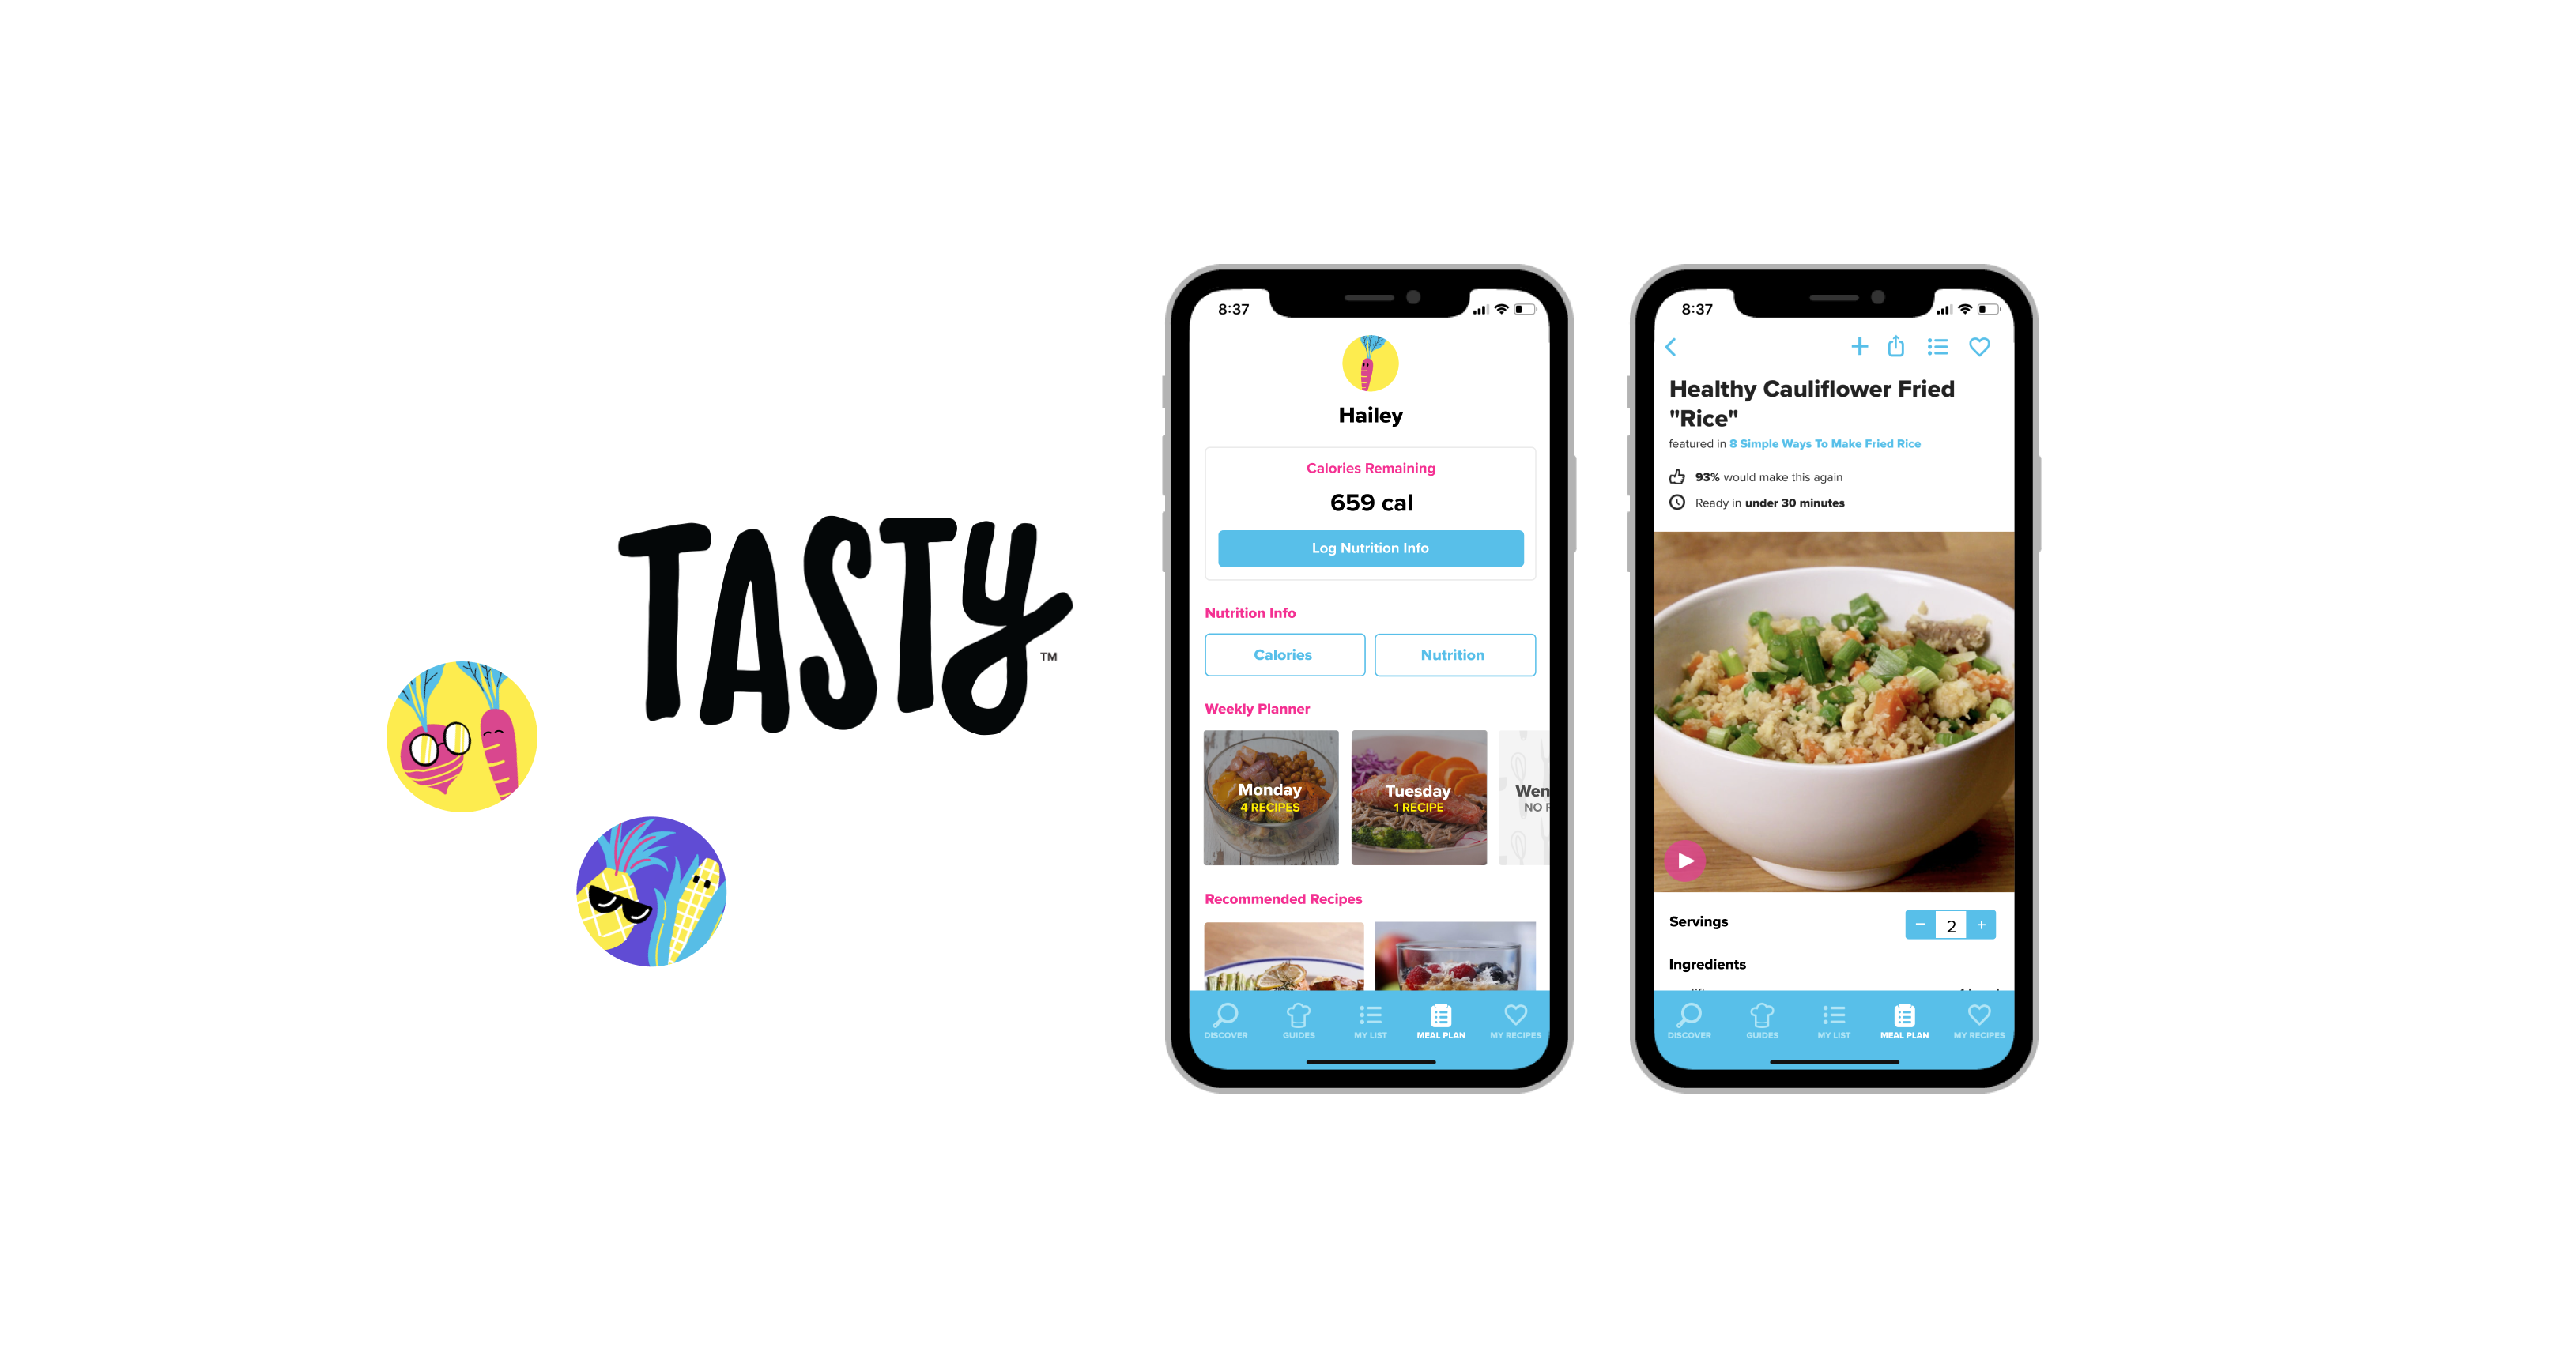 TASTY
TM
8:37
Hailey
Calories Remaining
659 cal
Log Nutrition Info
Nutrition Info
Calories Nutrition
Weekly Planner
Monday
4 RECIPES
Tuesday
1 RECIPE
Wen
NO
Recommended Recipes
DISCOVER GUIDES MY LIST MEAL PLAN MY RECIPES
8:37
Healthy Cauliflower Fried
"Rice"
featured in 8 Simple Ways To Make Fried Rice
93% would make this again
Ready in under 30 minutes
Servings
− 2 +
Ingredients
DISCOVER GUIDES MY LIST MEAL PLAN MY RECIPES